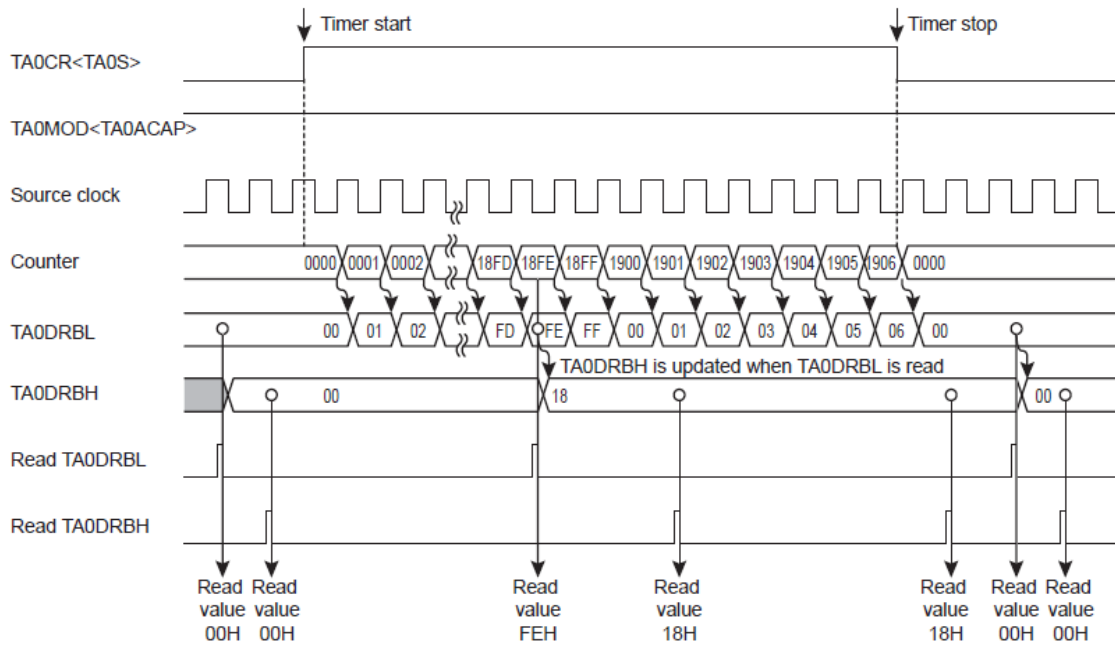 Timer start Timer stop
TA0CR<TA0S>
TA0MOD<TA0ACAP>
Source clock
Counter 0000 0001 0002 18FD 18FE 18FF 1900 1901 1902 1903 1904 1905 1906 0000
TA0DRBL 00 01 02 FD FE FF 00 01 02 03 04 05 06 00
TA0DRBH is updated when TA0DRBL is read
TA0DRBH 00 18 00
Read TA0DRBL
Read TA0DRBH
Read Read Read Read Read Read Read
value value value value value value value
00H 00H FEH 18H 18H 00H 00H